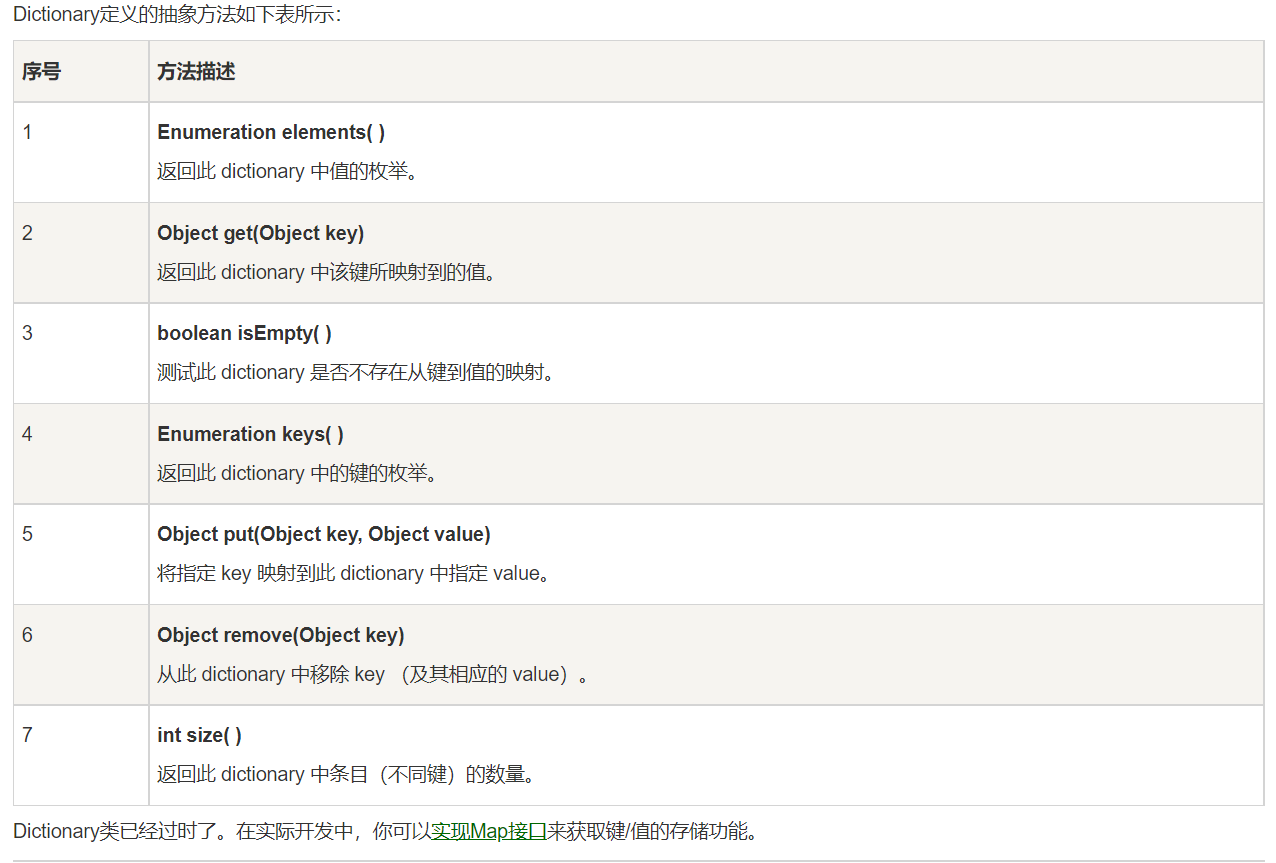 Dictionary定义的抽象方法如下表所示：
序号 方法描述
1 Enumeration elements( )
返回此 dictionary 中值的枚举。
2 Object get(Object key)
返回此 dictionary 中该键所映射到的值。
3 boolean isEmpty( )
测试此 dictionary 是否不存在从键到值的映射。
4 Enumeration keys( )
返回此 dictionary 中的键的枚举。
5 Object put(Object key, Object value)
将指定 key 映射到此 dictionary 中指定 value。
6 Object remove(Object key)
从此 dictionary 中移除 key （及其相应的 value）。
7 int size( )
返回此 dictionary 中条目（不同键）的数量。
Dictionary类已经过时了。在实际开发中，你可以实现Map接口来获取键/值的存储功能。